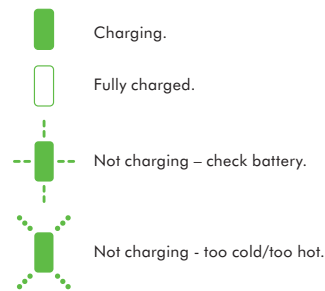 Charging.
Fully charged.
Not charging – check battery.
Not charging - too cold/too hot.